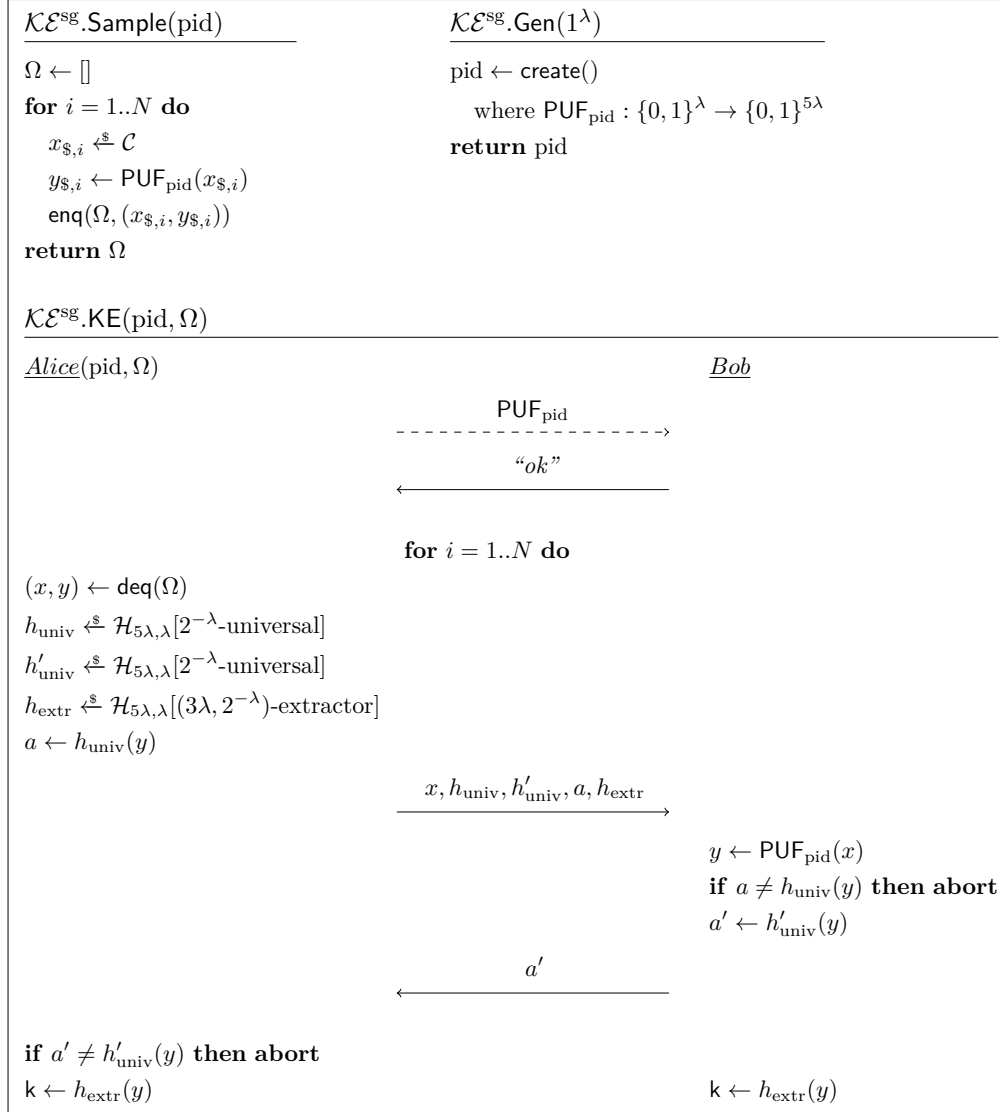 𝒦ℰ^sg.Sample(pid)
Ω ← []
for i = 1..N do
x_{$,i} ←$ 𝒞
y_{$,i} ← PUF_pid(x_{$,i})
enq(Ω, (x_{$,i}, y_{$,i}))
return Ω
𝒦ℰ^sg.Gen(1^λ)
pid ← create()
where PUF_pid : {0, 1}^λ → {0, 1}^{5λ}
return pid
𝒦ℰ^sg.KE(pid, Ω)
Alice(pid, Ω) Bob
PUF_pid
“ok”
for i = 1..N do
(x, y) ← deq(Ω)
h_univ ←$ ℋ_{5λ,λ}[2^{−λ}-universal]
h′_univ ←$ ℋ_{5λ,λ}[2^{−λ}-universal]
h_extr ←$ ℋ_{5λ,λ}[(3λ, 2^{−λ})-extractor]
a ← h_univ(y)
x, h_univ, h′_univ, a, h_extr
y ← PUF_pid(x)
if a ≠ h_univ(y) then abort
a′ ← h′_univ(y)
a′
if a′ ≠ h′_univ(y) then abort
k ← h_extr(y) k ← h_extr(y)